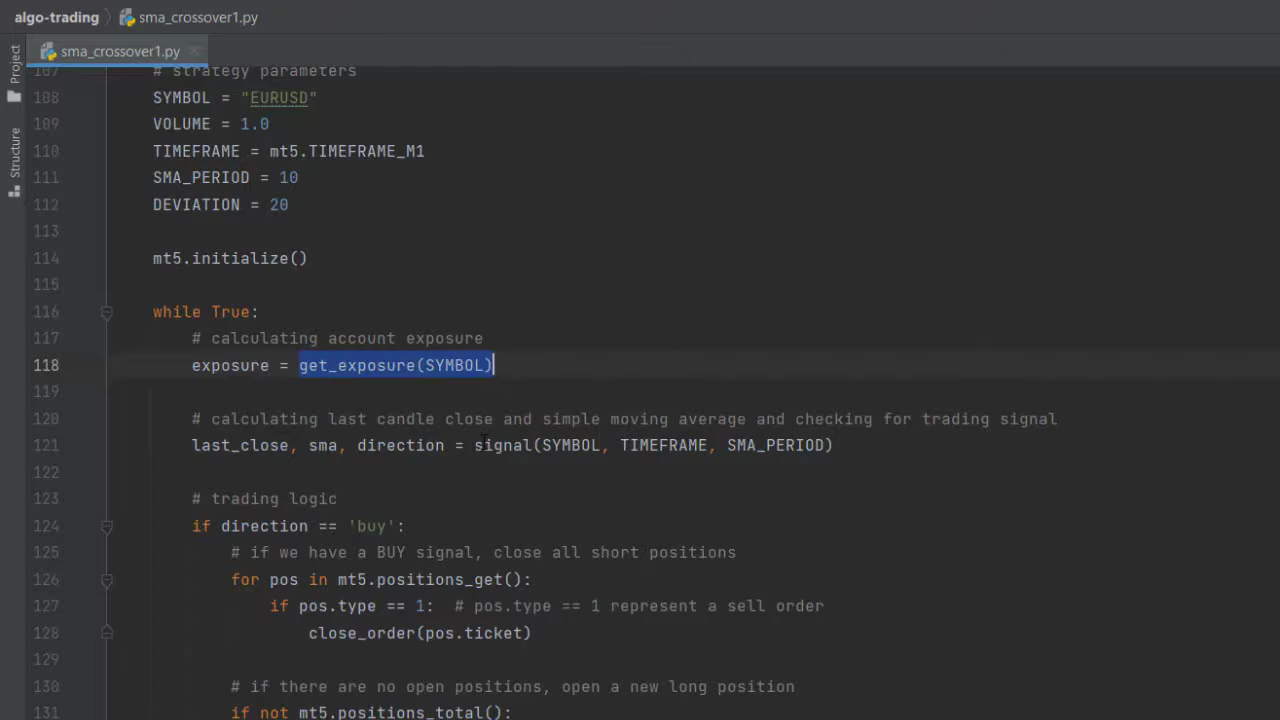 algo-trading sma_crossover1.py
sma_crossover1.py
Project
Structure
107 # strategy parameters
108 SYMBOL = "EURUSD"
109 VOLUME = 1.0
110 TIMEFRAME = mt5.TIMEFRAME_M1
111 SMA_PERIOD = 10
112 DEVIATION = 20
113
114 mt5.initialize()
115
116 while True:
117 # calculating account exposure
118 exposure = get_exposure(SYMBOL)
119
120 # calculating last candle close and simple moving average and checking for trading signal
121 last_close, sma, direction = signal(SYMBOL, TIMEFRAME, SMA_PERIOD)
122
123 # trading logic
124 if direction == 'buy':
125 # if we have a BUY signal, close all short positions
126 for pos in mt5.positions_get():
127 if pos.type == 1: # pos.type == 1 represent a sell order
128 close_order(pos.ticket)
129
130 # if there are no open positions, open a new long position
131 if not mt5.positions_total():